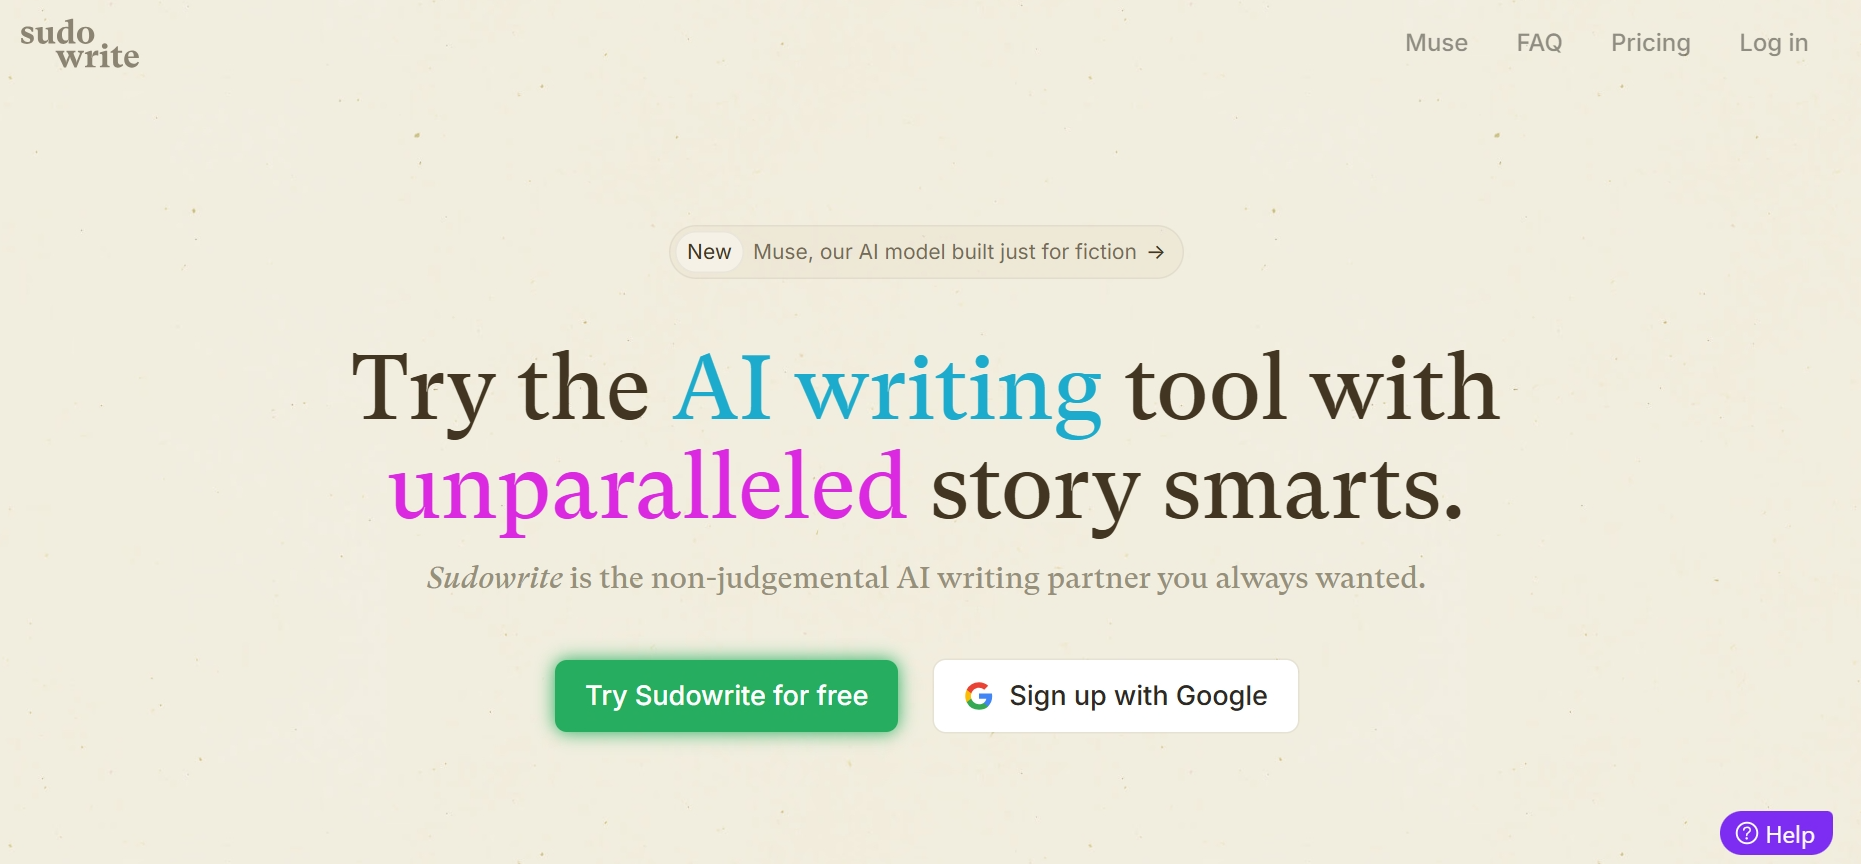 sudo
write
Muse FAQ Pricing Log in
New Muse, our AI model built just for fiction →
Try the AI writing tool with
unparalleled story smarts.
Sudowrite is the non-judgemental AI writing partner you always wanted.
Try Sudowrite for free Sign up with Google
Help